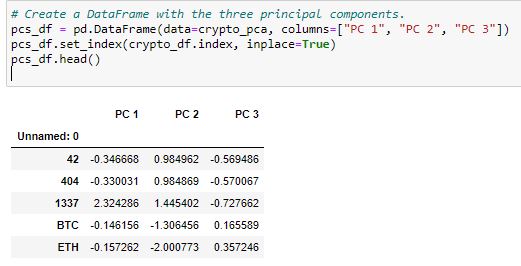 # Create a DataFrame with the three principal components.
pcs_df = pd.DataFrame(data=crypto_pca, columns=["PC 1", "PC 2", "PC 3"])
pcs_df.set_index(crypto_df.index, inplace=True)
pcs_df.head()
PC 1 PC 2 PC 3
Unnamed: 0
42 -0.346668 0.984962 -0.569486
404 -0.330031 0.984869 -0.570067
1337 2.324286 1.445402 -0.727662
BTC -0.146156 -1.306456 0.165589
ETH -0.157262 -2.000773 0.357246